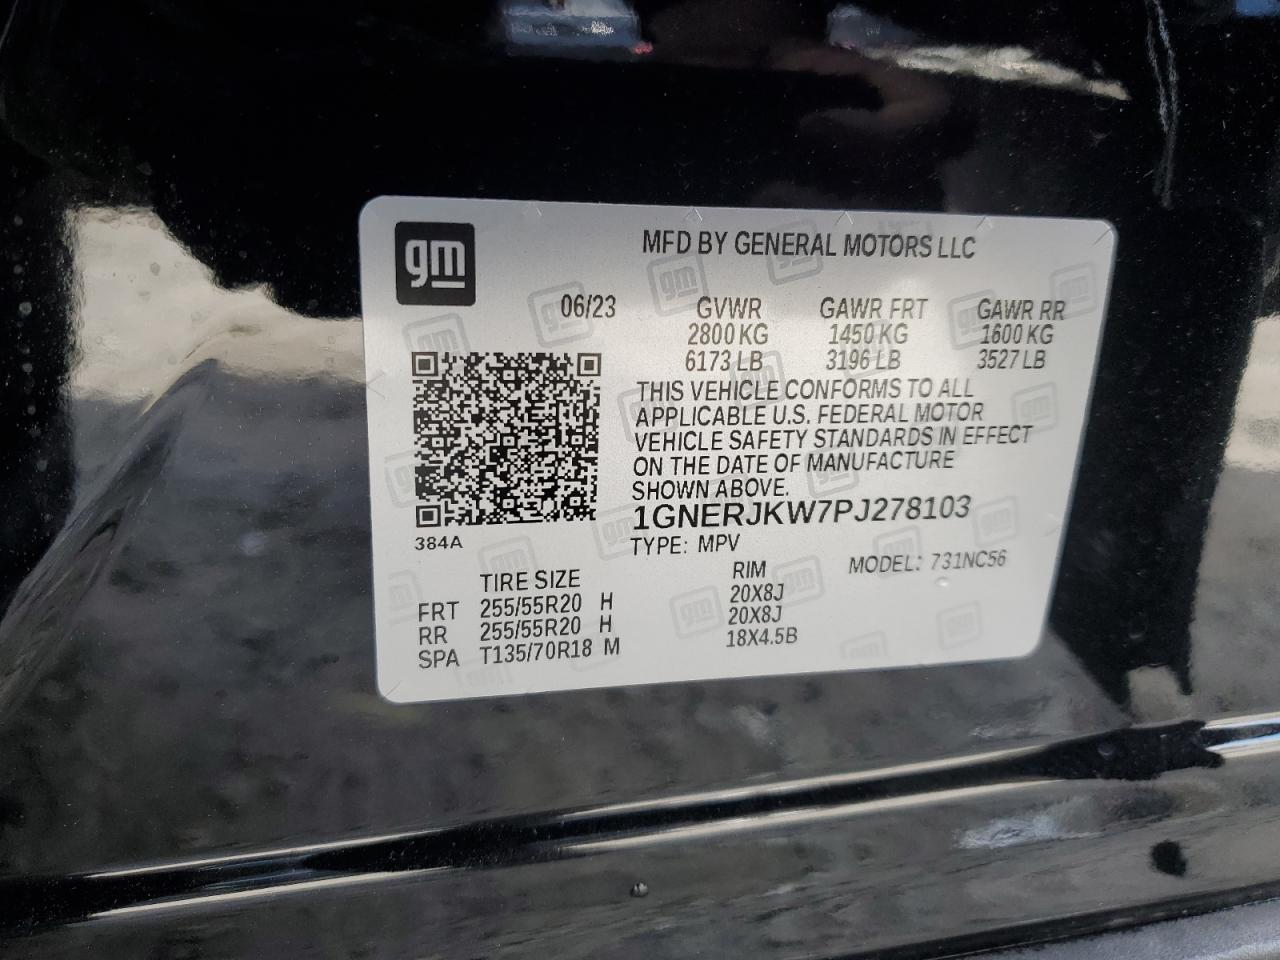 gm
MFD BY GENERAL MOTORS LLC
06/23 GVWR GAWR FRT GAWR RR
2800 KG 1450 KG 1600 KG
6173 LB 3196 LB 3527 LB
THIS VEHICLE CONFORMS TO ALL
APPLICABLE U.S. FEDERAL MOTOR
VEHICLE SAFETY STANDARDS IN EFFECT
ON THE DATE OF MANUFACTURE
SHOWN ABOVE.
1GNERJKW7PJ278103
384A
TYPE: MPV MODEL: 731NC56
TIRE SIZE RIM
FRT 255/55R20 H 20X8J
RR 255/55R20 H 20X8J
SPA T135/70R18 M 18X4.5B